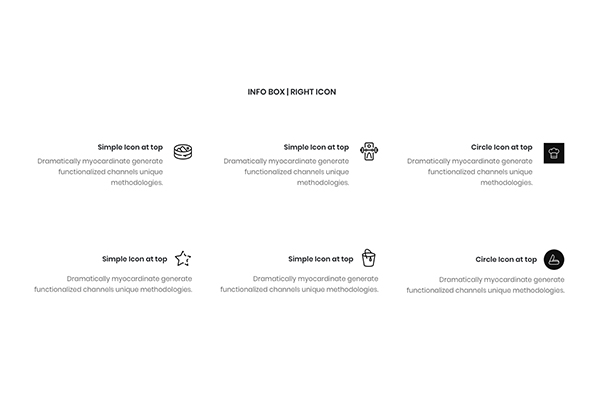 INFO BOX | RIGHT ICON
Simple Icon at top
Dramatically myocardinate generate
functionalized channels unique
methodologies.
Simple Icon at top
Dramatically myocardinate generate
functionalized channels unique
methodologies.
Circle Icon at top
Dramatically myocardinate generate
functionalized channels unique
methodologies.
Simple Icon at top
Dramatically myocardinate generate
functionalized channels unique methodologies.
Simple Icon at top
Dramatically myocardinate generate
functionalized channels unique methodologies.
Circle Icon at top
Dramatically myocardinate generate
functionalized channels unique methodologies.